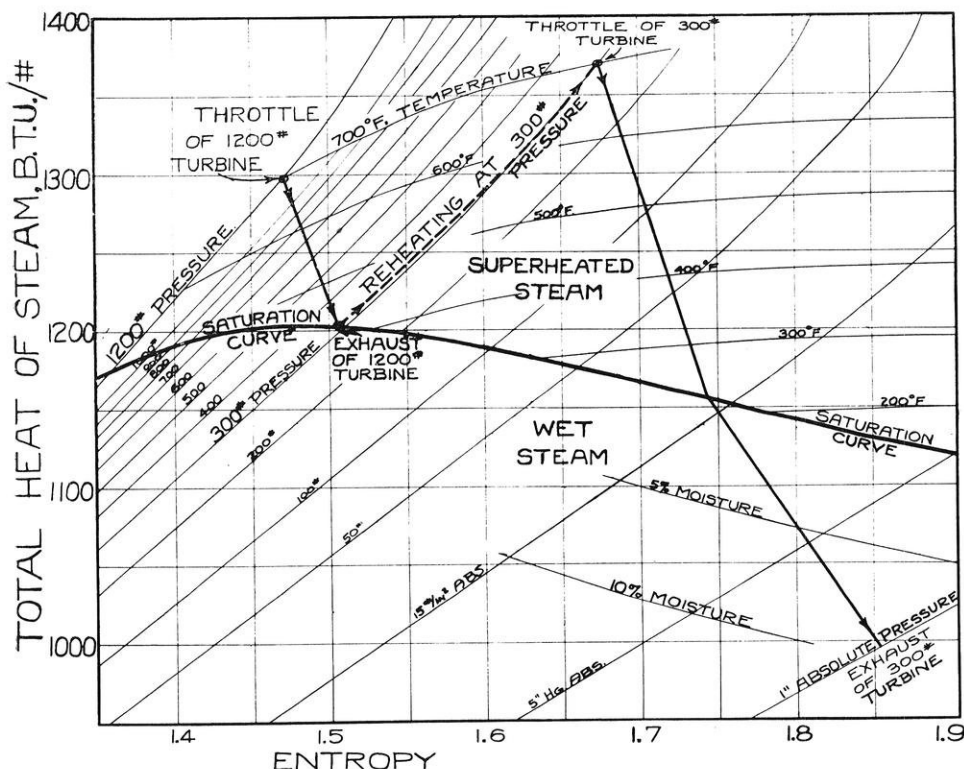 TOTAL HEAT OF STEAM, B.T.U./#
1400
1300
1200
1100
1000
THROTTLE OF 300#
TURBINE
THROTTLE
OF 1200#
TURBINE
700°F. TEMPERATURE
600°F
500°F.
400°F
300°F
200°F
REHEATING AT 300#
PRESSURE
1200# PRESSURE
SATURATION
CURVE
SUPERHEATED
STEAM
EXHAUST
OF 1200#
TURBINE
900
800
700
600
500
400
300# PRESSURE
200#
100#
50#
15#/in² ABS.
5" HG. ABS.
1" ABSOLUTE PRESSURE
WET
STEAM
SATURATION
CURVE
5% MOISTURE
10% MOISTURE
EXHAUST
OF 300#
TURBINE
1.4
1.5
1.6
1.7
1.8
1.9
ENTROPY